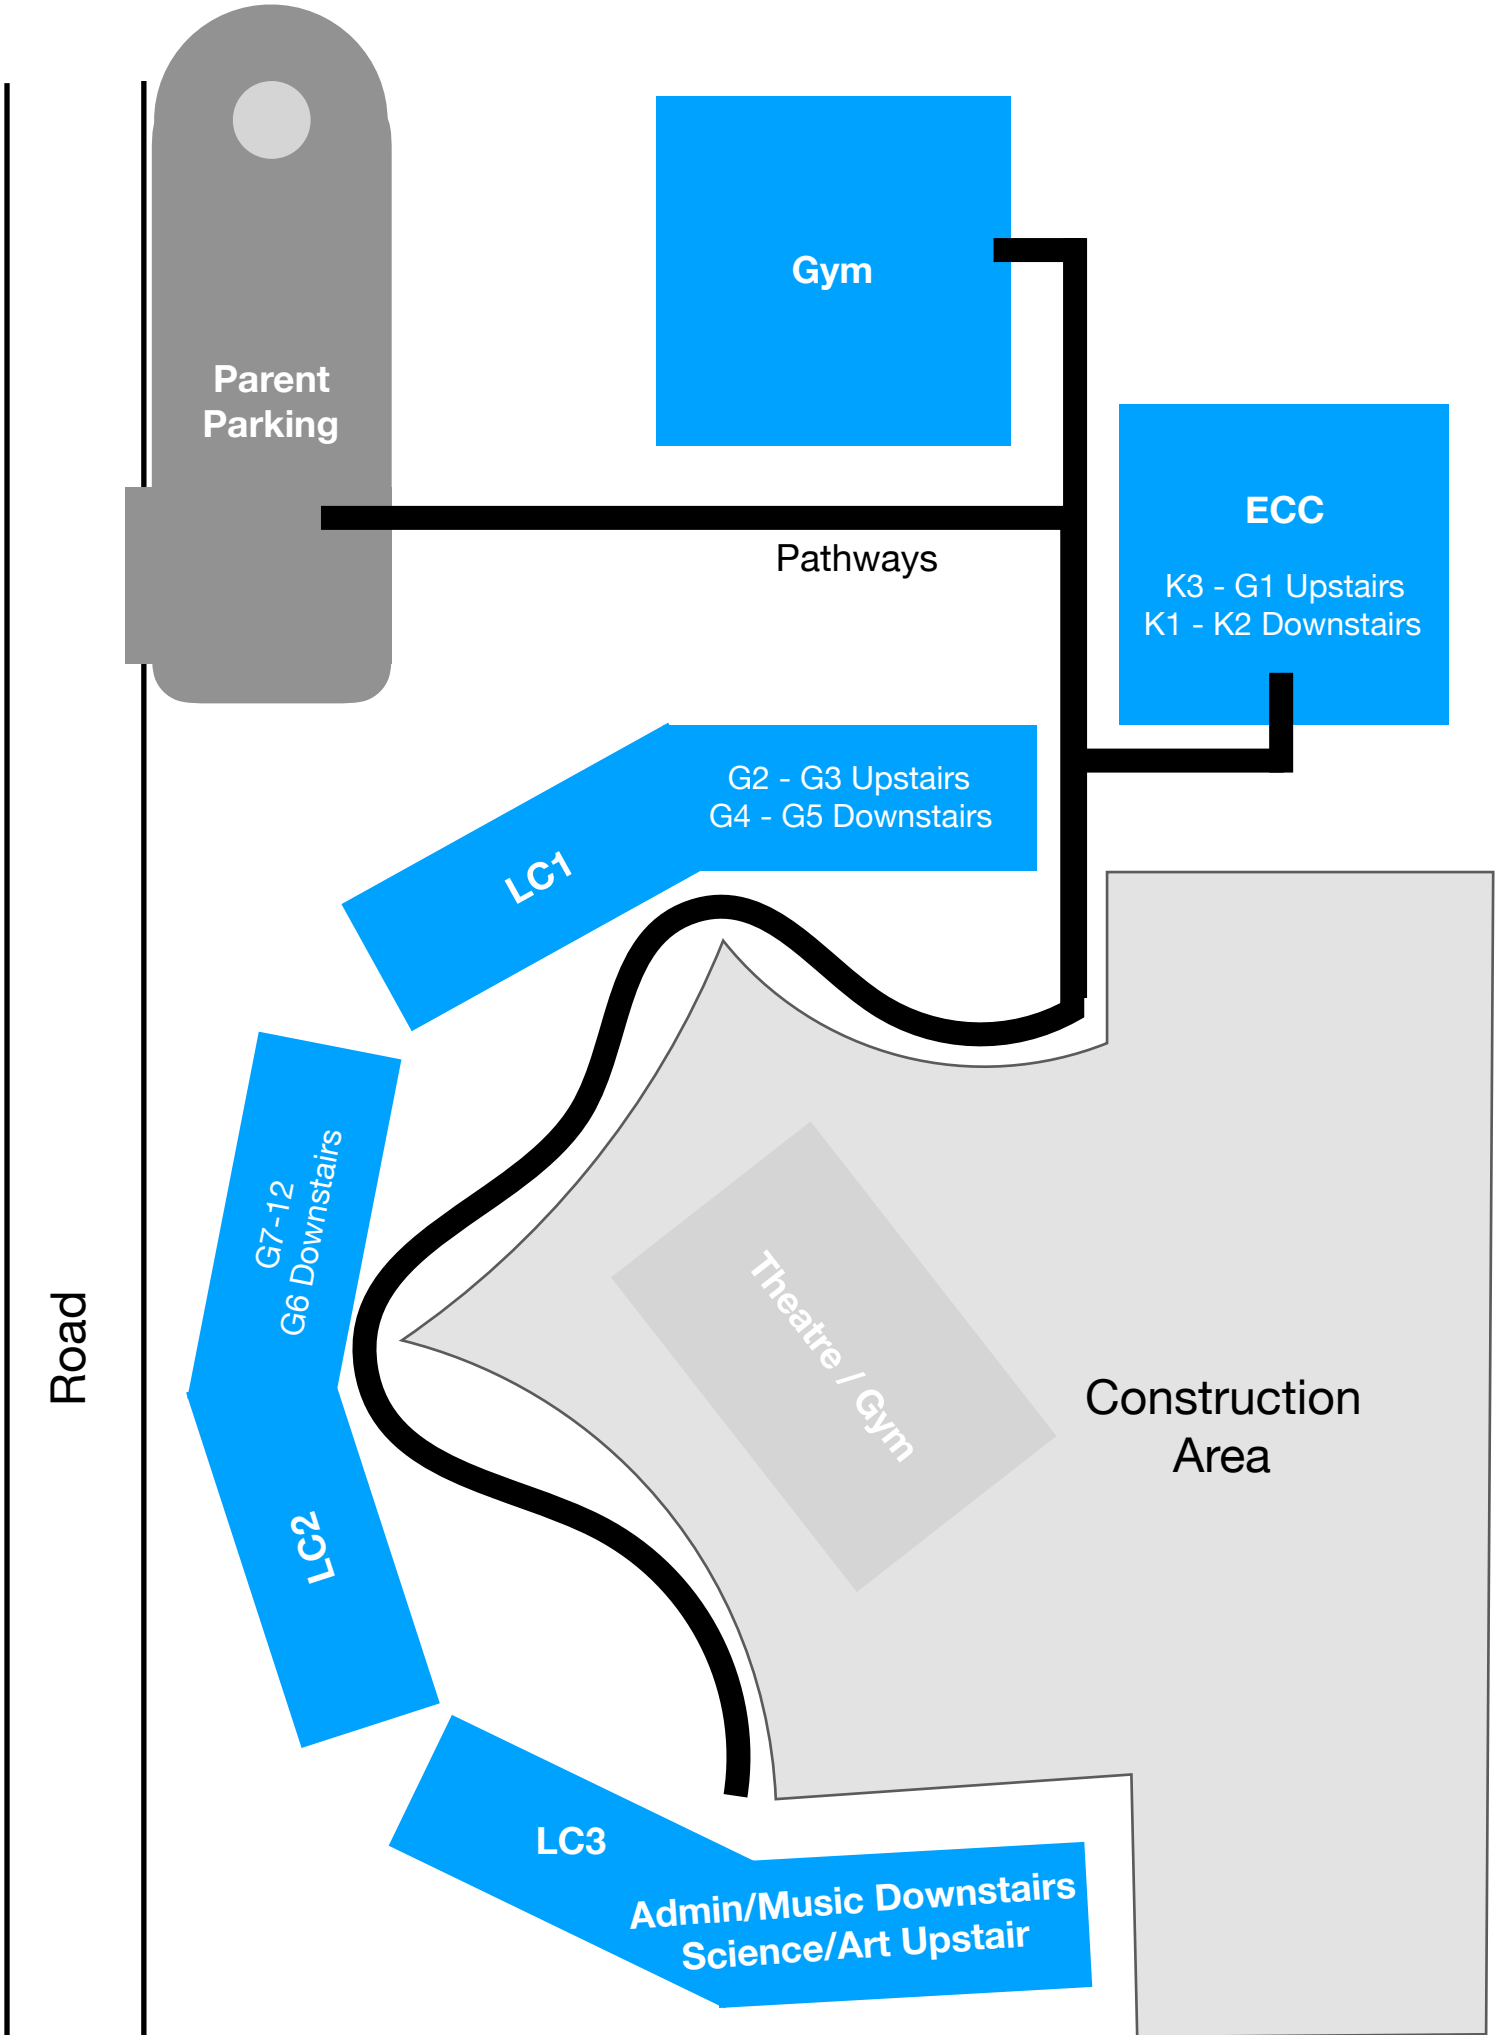 Gym
Parent
Parking
ECC
K3 - G1 Upstairs
K1 - K2 Downstairs
Pathways
G2 - G3 Upstairs
G4 - G5 Downstairs
LC1
G7-12
G6 Downstairs
Road
Theatre / Gym
Construction
Area
LC2
LC3
Admin/Music Downstairs
Science/Art Upstair